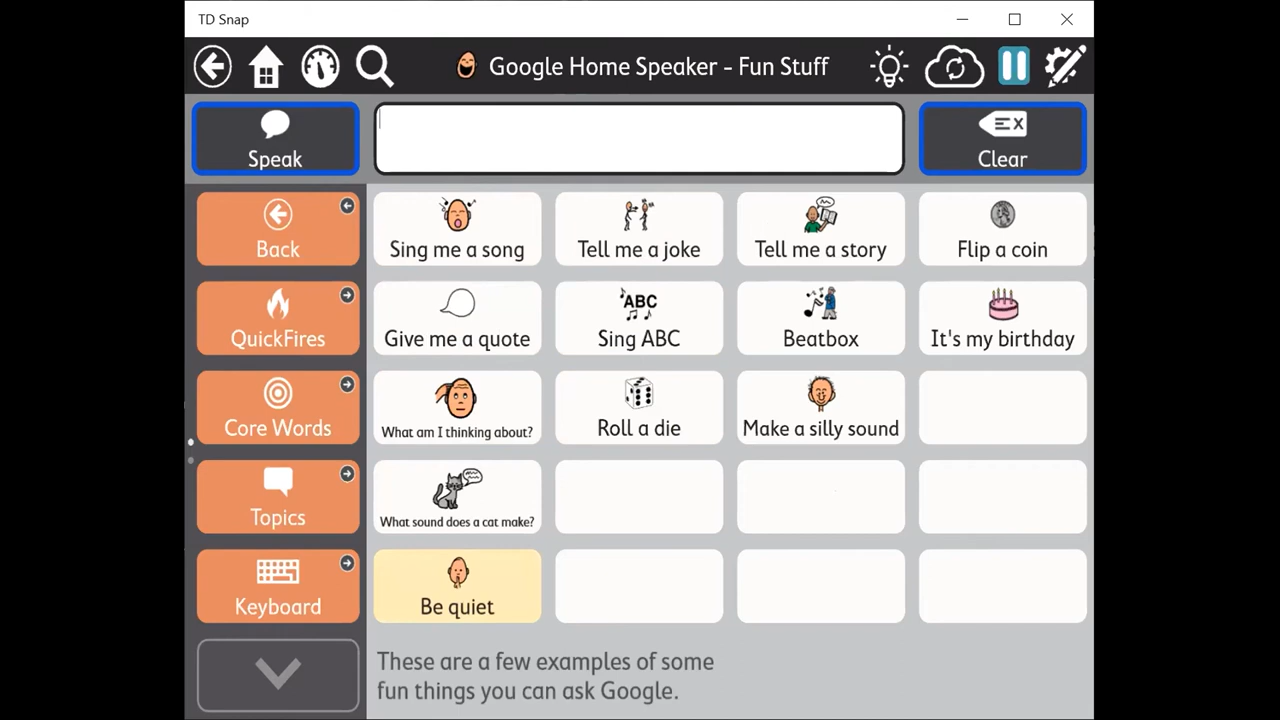 TD Snap
Google Home Speaker - Fun Stuff
Speak
Clear
Back
Sing me a song
Tell me a joke
Tell me a story
Flip a coin
QuickFires
Give me a quote
ABC
Sing ABC
Beatbox
It's my birthday
Core Words
What am I thinking about?
Roll a die
Make a silly sound
Topics
What sound does a cat make?
Keyboard
Be quiet
These are a few examples of some
fun things you can ask Google.